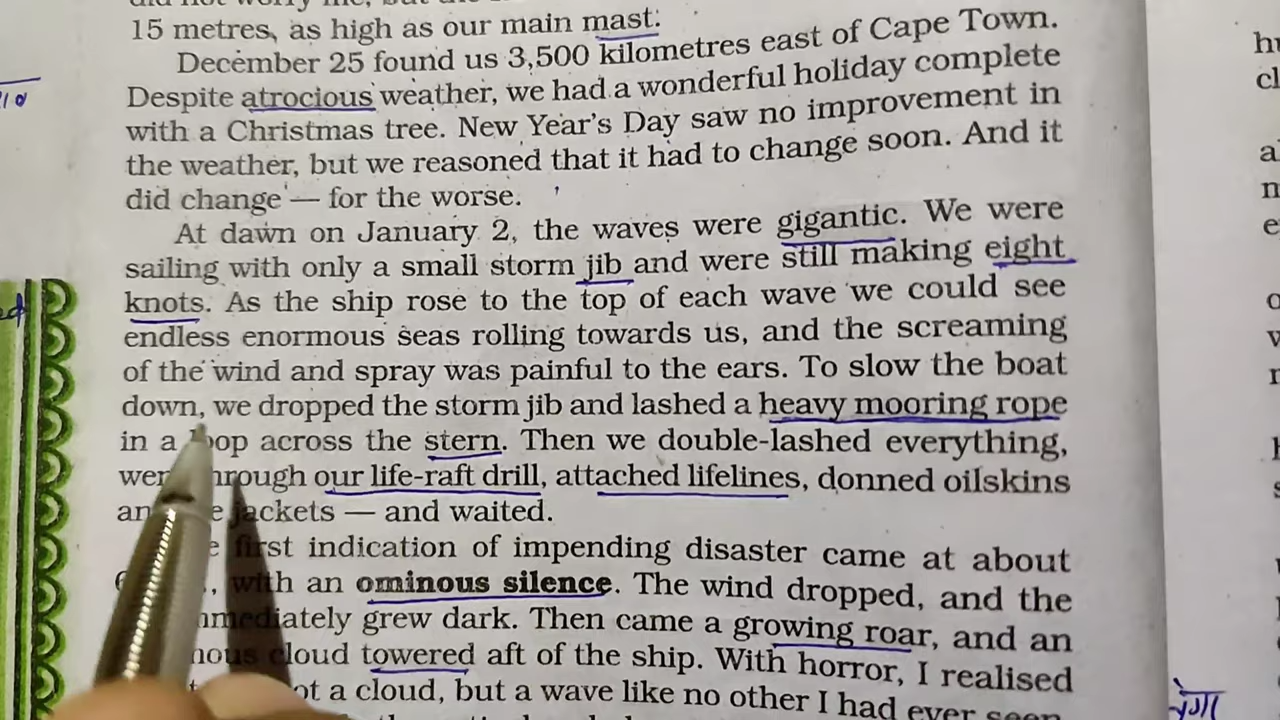 15 metres, as high as our main mast.
December 25 found us 3,500 kilometres east of Cape Town.
Despite atrocious weather, we had a wonderful holiday complete
with a Christmas tree. New Year's Day saw no improvement in
the weather, but we reasoned that it had to change soon. And it
did change — for the worse.
At dawn on January 2, the waves were gigantic. We were
sailing with only a small storm jib and were still making eight
knots. As the ship rose to the top of each wave we could see
endless enormous seas rolling towards us, and the screaming
of the wind and spray was painful to the ears. To slow the boat
down, we dropped the storm jib and lashed a heavy mooring rope
in a loop across the stern. Then we double-lashed everything,
through our life-raft drill, attached lifelines, donned oilskins
jackets — and waited.
first indication of impending disaster came at about
with an ominous silence. The wind dropped, and the
grew dark. Then came a growing roar, and an
cloud towered aft of the ship. With horror, I realised
not a cloud, but a wave like no other I had ever seen